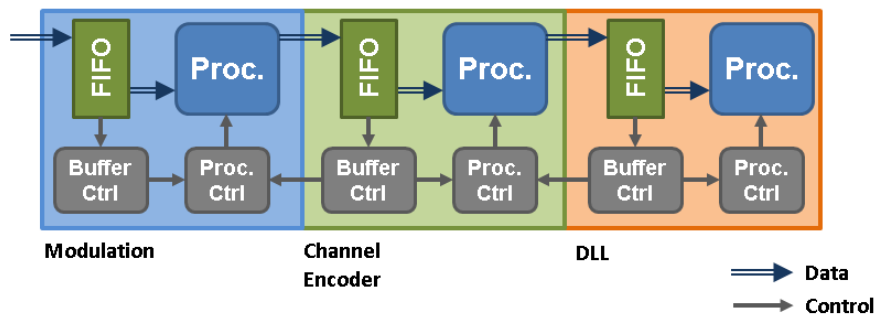 FIFO
Proc.
FIFO
Proc.
FIFO
Proc.
Buffer
Ctrl
Proc.
Ctrl
Buffer
Ctrl
Proc.
Ctrl
Buffer
Ctrl
Proc.
Ctrl
Modulation
Channel
Encoder
DLL
Data
Control